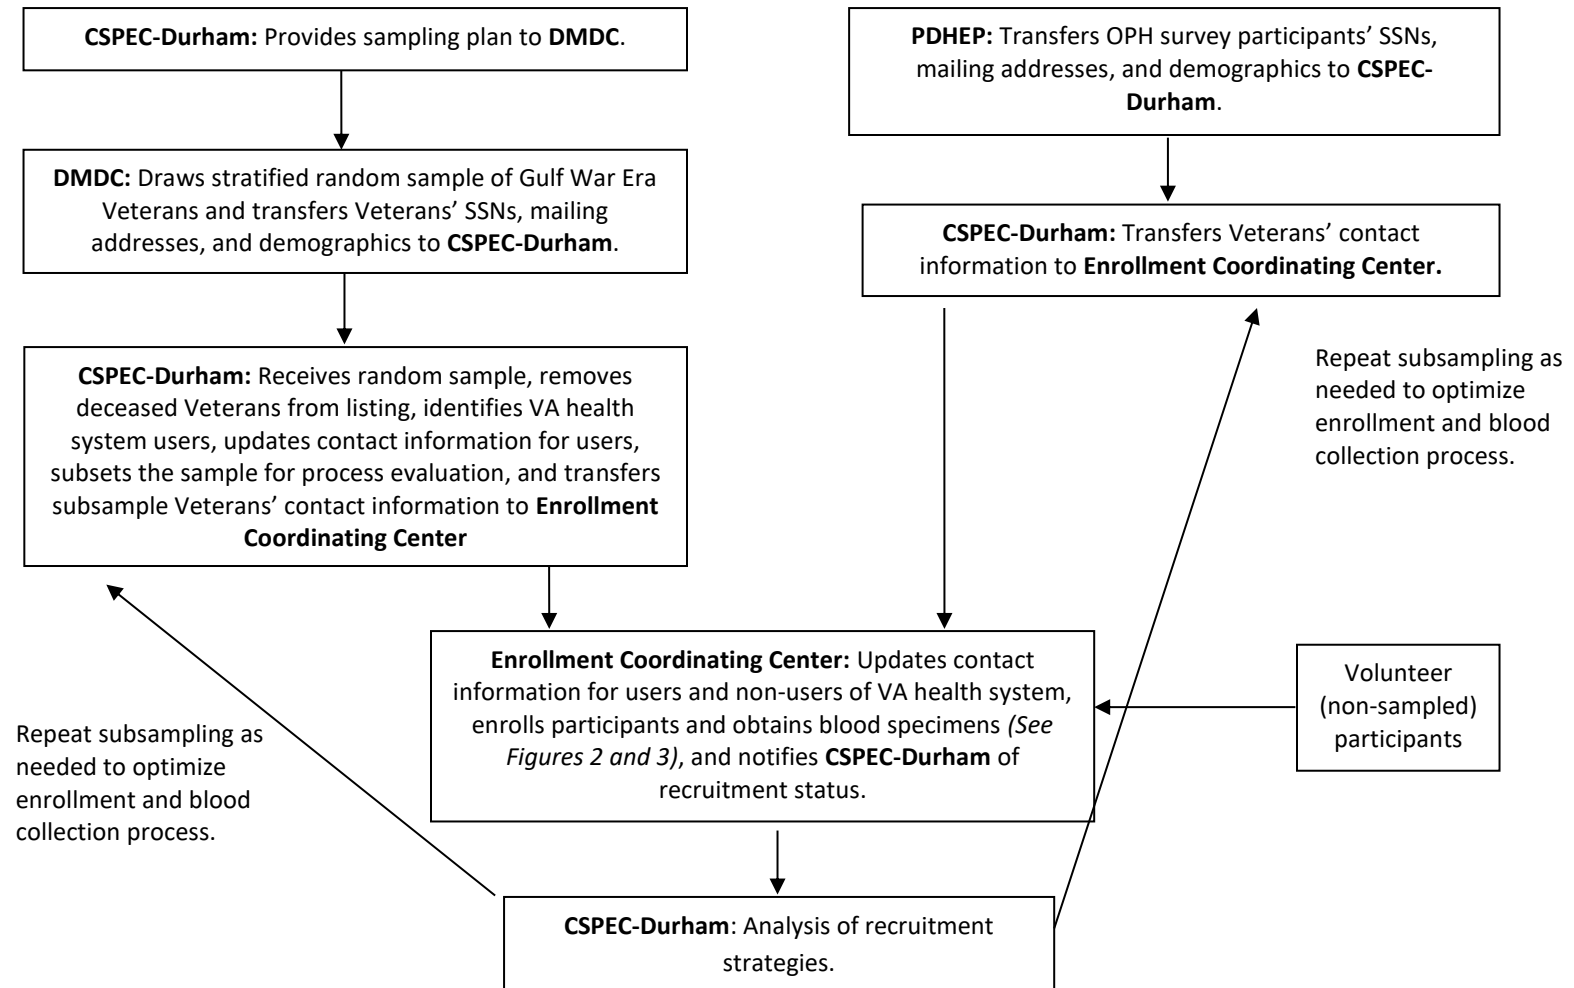 CSPEC-Durham: Provides sampling plan to DMDC.
PDHEP: Transfers OPH survey participants’ SSNs,
mailing addresses, and demographics to CSPEC-
Durham.
DMDC: Draws stratified random sample of Gulf War Era
Veterans and transfers Veterans’ SSNs, mailing
addresses, and demographics to CSPEC-Durham.
CSPEC-Durham: Transfers Veterans’ contact
information to Enrollment Coordinating Center.
CSPEC-Durham: Receives random sample, removes
deceased Veterans from listing, identifies VA health
system users, updates contact information for users,
subsets the sample for process evaluation, and transfers
subsample Veterans’ contact information to Enrollment
Coordinating Center
Repeat subsampling as
needed to optimize
enrollment and blood
collection process.
Enrollment Coordinating Center: Updates contact
information for users and non-users of VA health system,
enrolls participants and obtains blood specimens (See
Figures 2 and 3), and notifies CSPEC-Durham of
recruitment status.
Volunteer
(non-sampled)
participants
Repeat subsampling as
needed to optimize
enrollment and blood
collection process.
CSPEC-Durham: Analysis of recruitment
strategies.